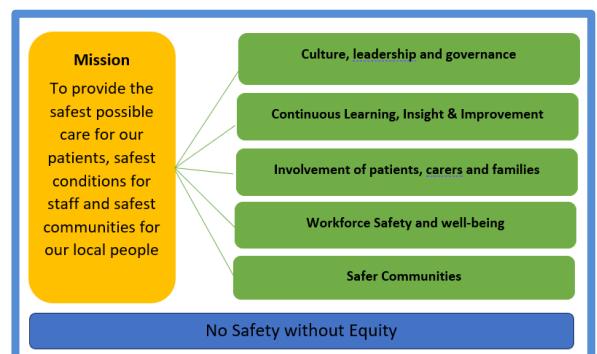 Mission
To provide the
safest possible
care for our
patients, safest
conditions for
staff and safest
communities for
our local people
Culture, leadership and governance
Continuous Learning, Insight & Improvement
Involvement of patients, carers and families
Workforce Safety and well-being
Safer Communities
No Safety without Equity